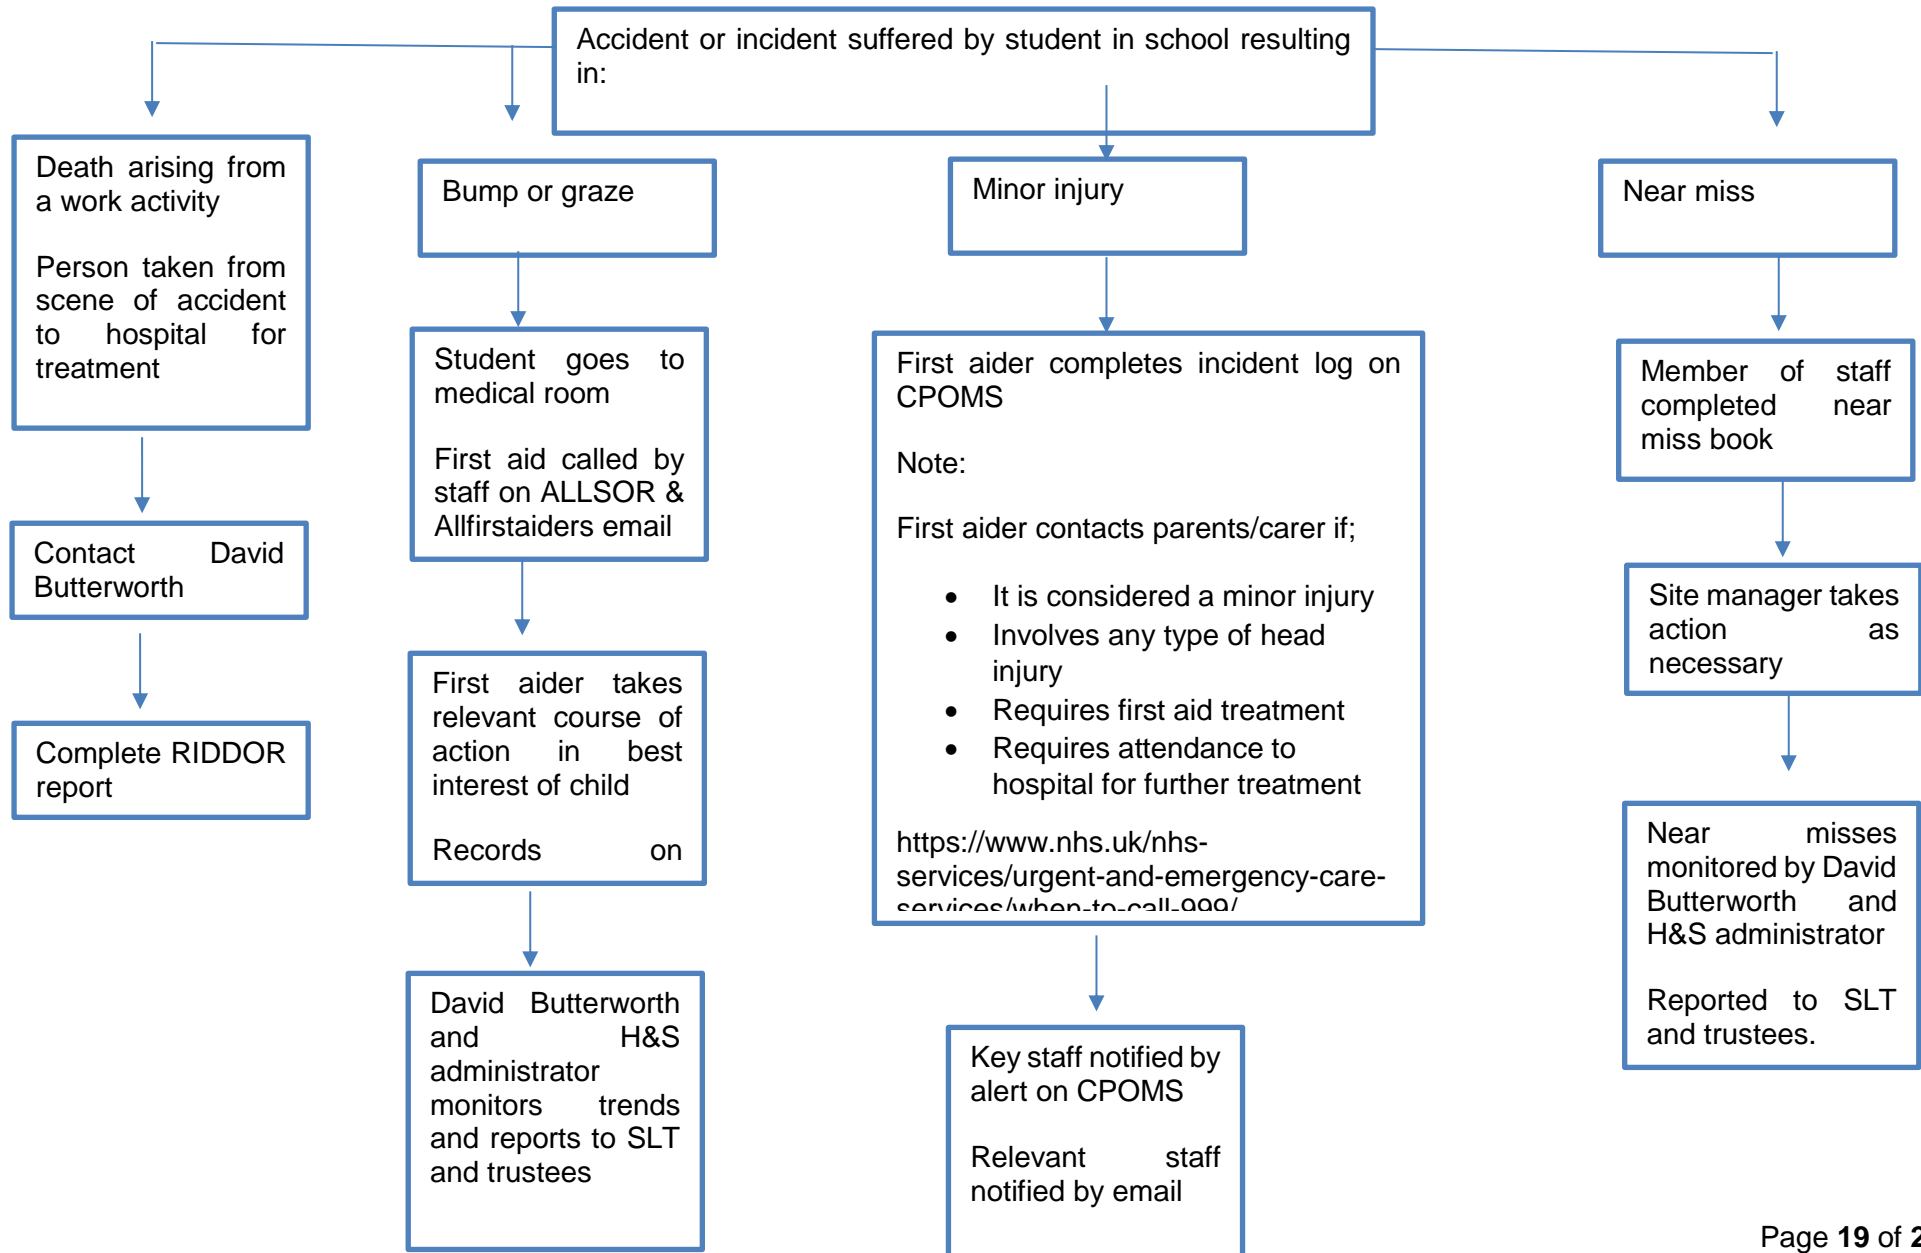 Accident or incident suffered by student in school resulting
in:
Death arising from
a work activity
Person taken from
scene of accident
to hospital for
treatment
Contact David
Butterworth
Complete RIDDOR
report
Bump or graze
Student goes to
medical room
First aid called by
staff on ALLSOR &
Allfirstaiders email
First aider takes
relevant course of
action in best
interest of child
Records on
David Butterworth
and H&S
administrator
monitors trends
and reports to SLT
and trustees
Minor injury
First aider completes incident log on
CPOMS
Note:
First aider contacts parents/carer if;
• It is considered a minor injury
• Involves any type of head
injury
• Requires first aid treatment
• Requires attendance to
hospital for further treatment
https://www.nhs.uk/nhs-
services/urgent-and-emergency-care-
services/when-to-call-999/
Key staff notified by
alert on CPOMS
Relevant staff
notified by email
Near miss
Member of staff
completed near
miss book
Site manager takes
action as
necessary
Near misses
monitored by David
Butterworth and
H&S administrator
Reported to SLT
and trustees.
Page 19 of 2